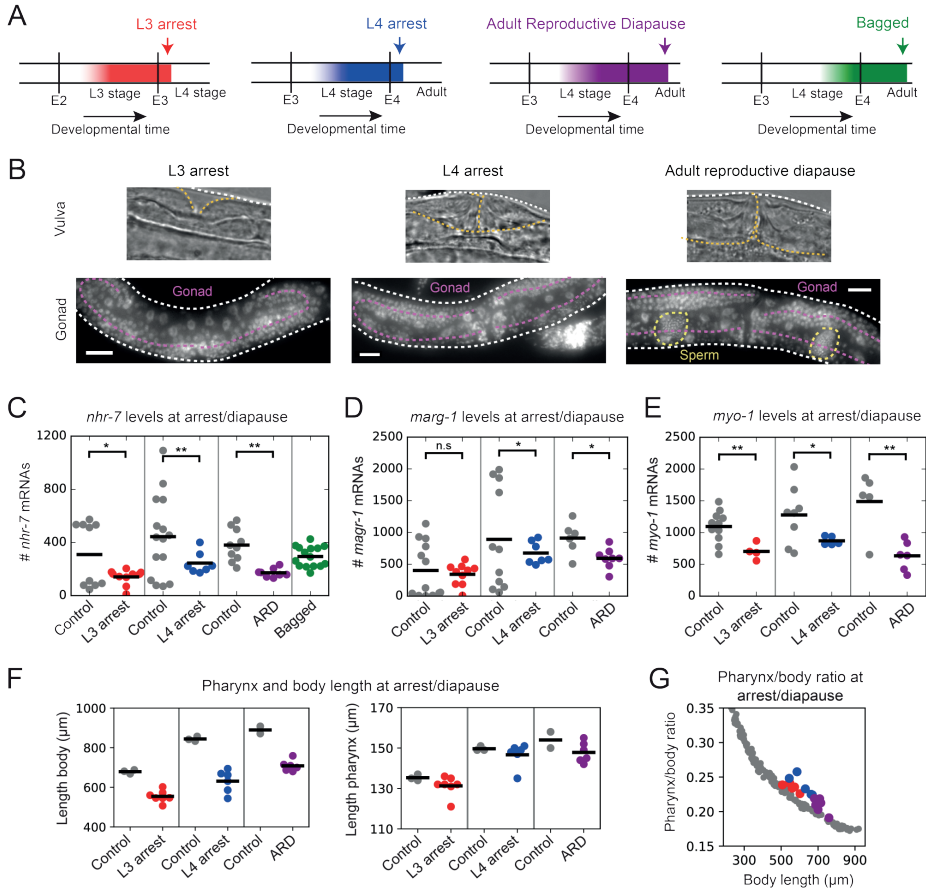 A
L3 arrest
L4 arrest
Adult Reproductive Diapause
Bagged
L3 stage
L4 stage
E2
E3
Developmental time
L4 stage
Adult
E3
E4
Developmental time
L4 stage
Adult
E3
E4
Developmental time
L4 stage
Adult
E3
E4
Developmental time
B
L3 arrest
L4 arrest
Adult reproductive diapause
Vulva
Gonad
Gonad
Gonad
Gonad
Sperm
C
nhr-7 levels at arrest/diapause
# nhr-7 mRNAs
1200
800
400
0
*
**
**
Control
L3 arrest
Control
L4 arrest
Control
ARD
Bagged
D
marg-1 levels at arrest/diapause
# magr-1 mRNAs
2500
2000
1500
1000
500
0
n.s
*
*
Control
L3 arrest
Control
L4 arrest
Control
ARD
E
myo-1 levels at arrest/diapause
# myo-1 mRNAs
2500
2000
1500
1000
500
0
**
*
**
Control
L3 arrest
Control
L4 arrest
Control
ARD
F
Pharynx and body length at arrest/diapause
Length body (μm)
1000
800
600
400
Control
L3 arrest
Control
L4 arrest
Control
ARD
Length pharynx (μm)
170
150
130
110
Control
L3 arrest
Control
L4 arrest
Control
ARD
G
Pharynx/body ratio at
arrest/diapause
Pharynx/body ratio
0.35
0.30
0.25
0.20
0.15
300
500
700
900
Body length (μm)